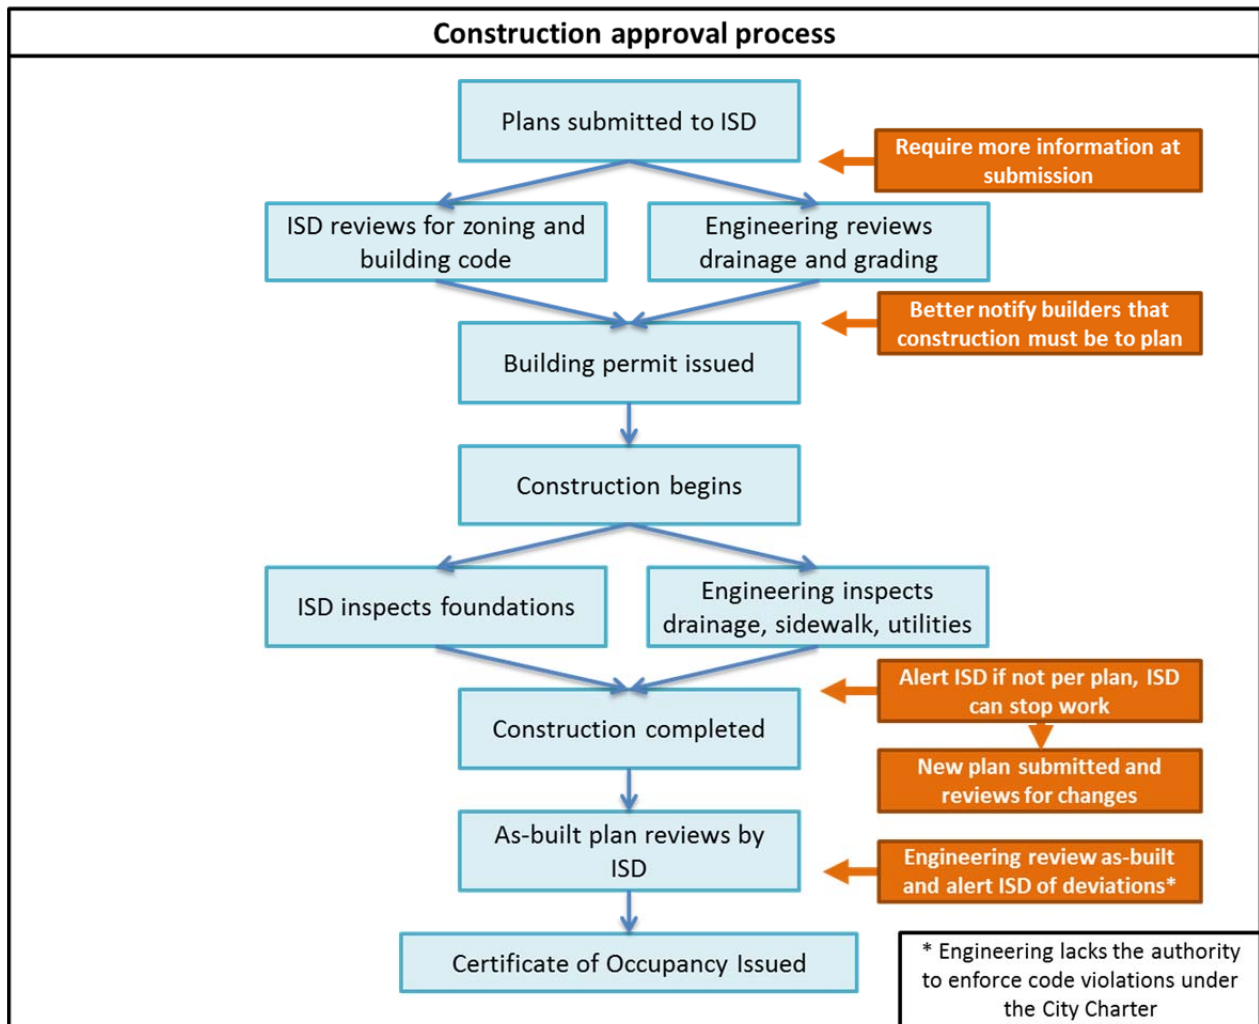 Construction approval process
Plans submitted to ISD
Require more information at
submission
ISD reviews for zoning and
building code
Engineering reviews
drainage and grading
Better notify builders that
construction must be to plan
Building permit issued
Construction begins
ISD inspects foundations
Engineering inspects
drainage, sidewalk, utilities
Alert ISD if not per plan, ISD
can stop work
Construction completed
New plan submitted and
reviews for changes
As-built plan reviews by
ISD
Engineering review as-built
and alert ISD of deviations*
Certificate of Occupancy Issued
* Engineering lacks the authority
to enforce code violations under
the City Charter